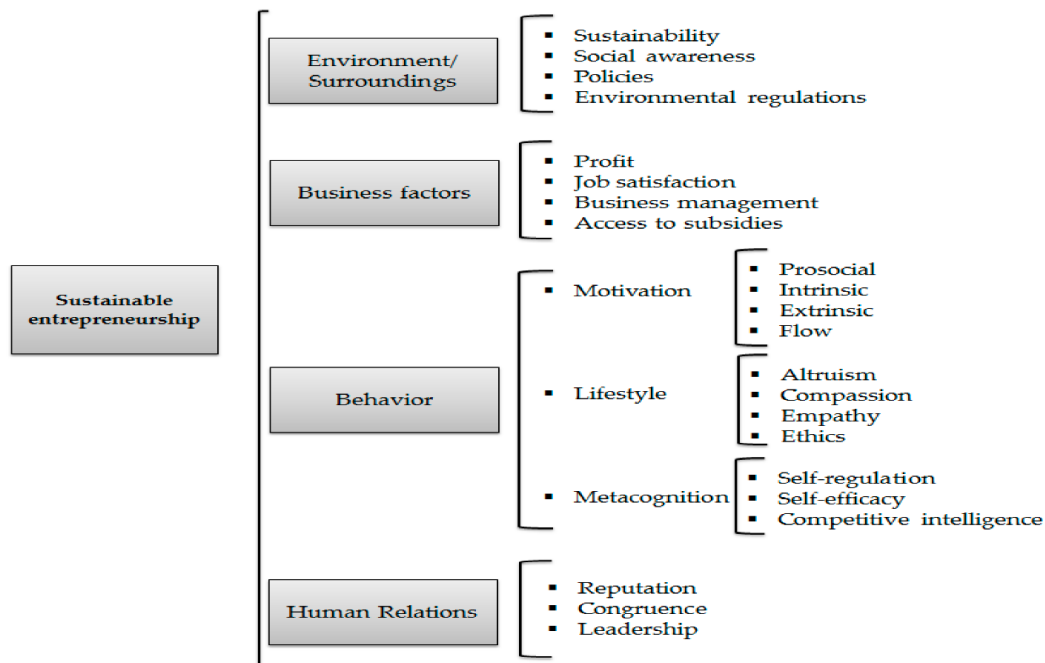 Sustainable
entrepreneurship
Environment/
Surroundings
▪ Sustainability
▪ Social awareness
▪ Policies
▪ Environmental regulations
Business factors
▪ Profit
▪ Job satisfaction
▪ Business management
▪ Access to subsidies
Behavior
▪ Motivation
▪ Prosocial
▪ Intrinsic
▪ Extrinsic
▪ Flow
▪ Lifestyle
▪ Altruism
▪ Compassion
▪ Empathy
▪ Ethics
▪ Metacognition
▪ Self-regulation
▪ Self-efficacy
▪ Competitive intelligence
Human Relations
▪ Reputation
▪ Congruence
▪ Leadership